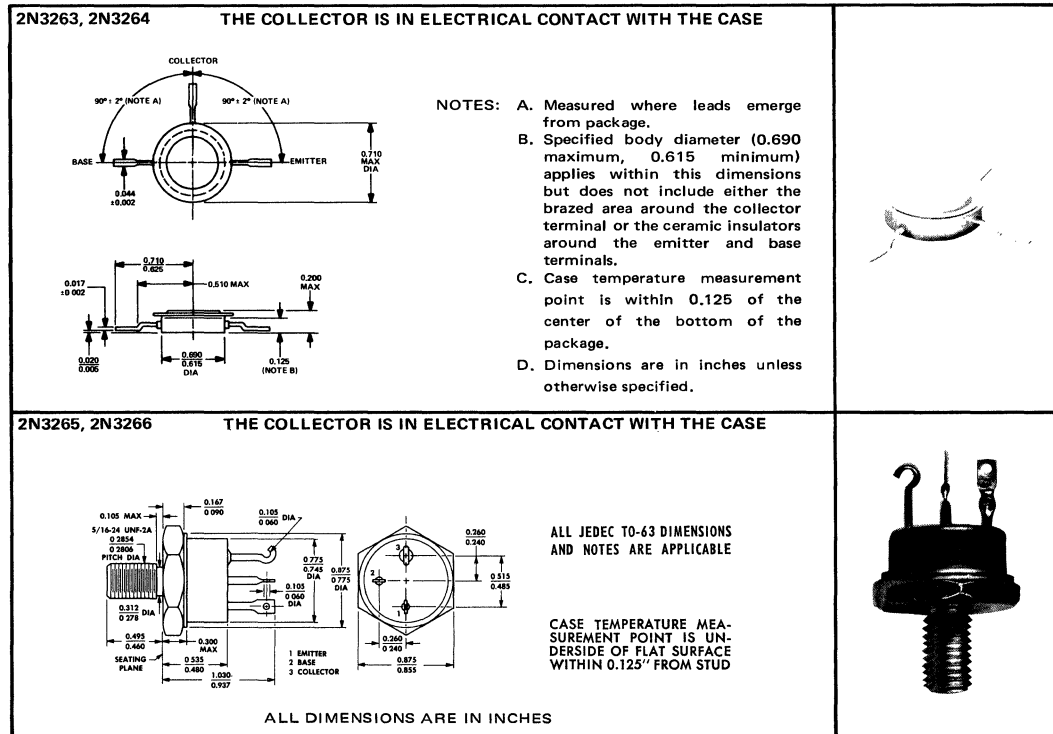 2N3263, 2N3264 THE COLLECTOR IS IN ELECTRICAL CONTACT WITH THE CASE
COLLECTOR
90° ± 2° (NOTE A) 90° ± 2° (NOTE A)
BASE
EMITTER
0.710
MAX
DIA
0.044
±0.002
0.710
0.625
0.510 MAX
0.200
MAX
0.017
±0 002
0.020
0.005
0.690
0.615
DIA
0.125
(NOTE B)
NOTES: A. Measured where leads emerge
from package.
B. Specified body diameter (0.690
maximum, 0.615 minimum)
applies within this dimensions
but does not include either the
brazed area around the collector
terminal or the ceramic insulators
around the emitter and base
terminals.
C. Case temperature measurement
point is within 0.125 of the
center of the bottom of the
package.
D. Dimensions are in inches unless
otherwise specified.
2N3265, 2N3266 THE COLLECTOR IS IN ELECTRICAL CONTACT WITH THE CASE
0.167
0 090
0.105 MAX
5/16-24 UNF-2A
0 2854
0 2806
PITCH DIA
0.105
0 060
DIA
0 775
0.745
DIA
0.875
0 775
DIA
0.105
0 060
DIA
0.312
0 278
DIA
0.495
0.460
0.300
MAX
SEATING
PLANE
0 535
0.480
1.030
0.937
1 EMITTER
2 BASE
3 COLLECTOR
3
2
1
0.260
0.240
0 515
0.485
0.260
0 240
0.875
0.855
ALL JEDEC TO-63 DIMENSIONS
AND NOTES ARE APPLICABLE
CASE TEMPERATURE MEA-
SUREMENT POINT IS UN-
DERSIDE OF FLAT SURFACE
WITHIN 0.125" FROM STUD
ALL DIMENSIONS ARE IN INCHES